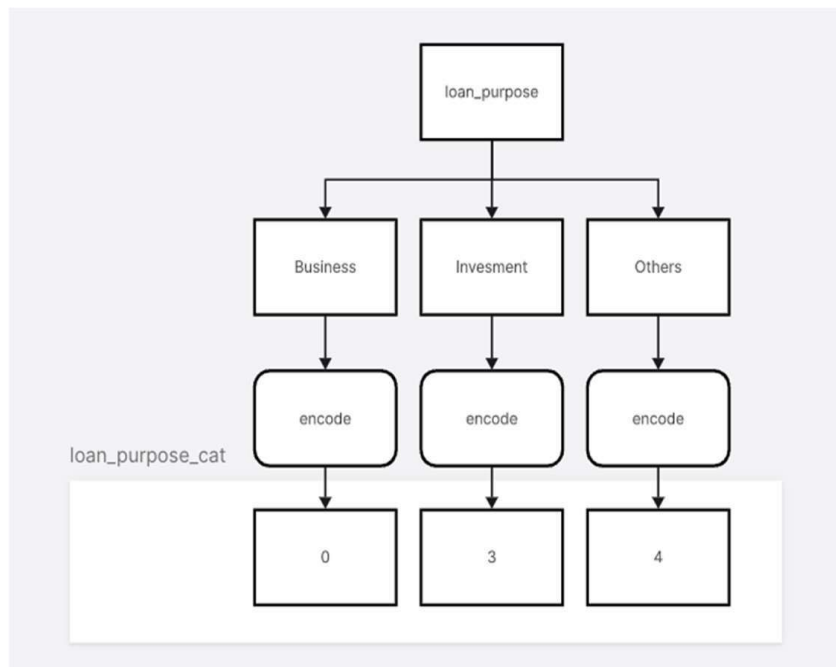 loan_purpose
Business Invesment Others
encode encode encode
loan_purpose_cat
0 3 4